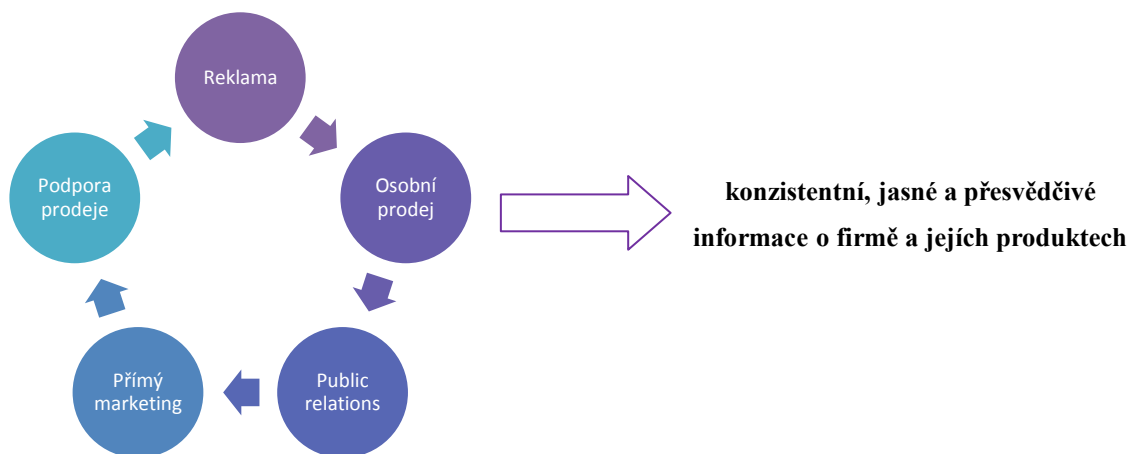 Reklama
Osobní
prodej
Public
relations
Přímý
marketing
Podpora
prodeje
konzistentní, jasné a přesvědčivé
informace o firmě a jejích produktech